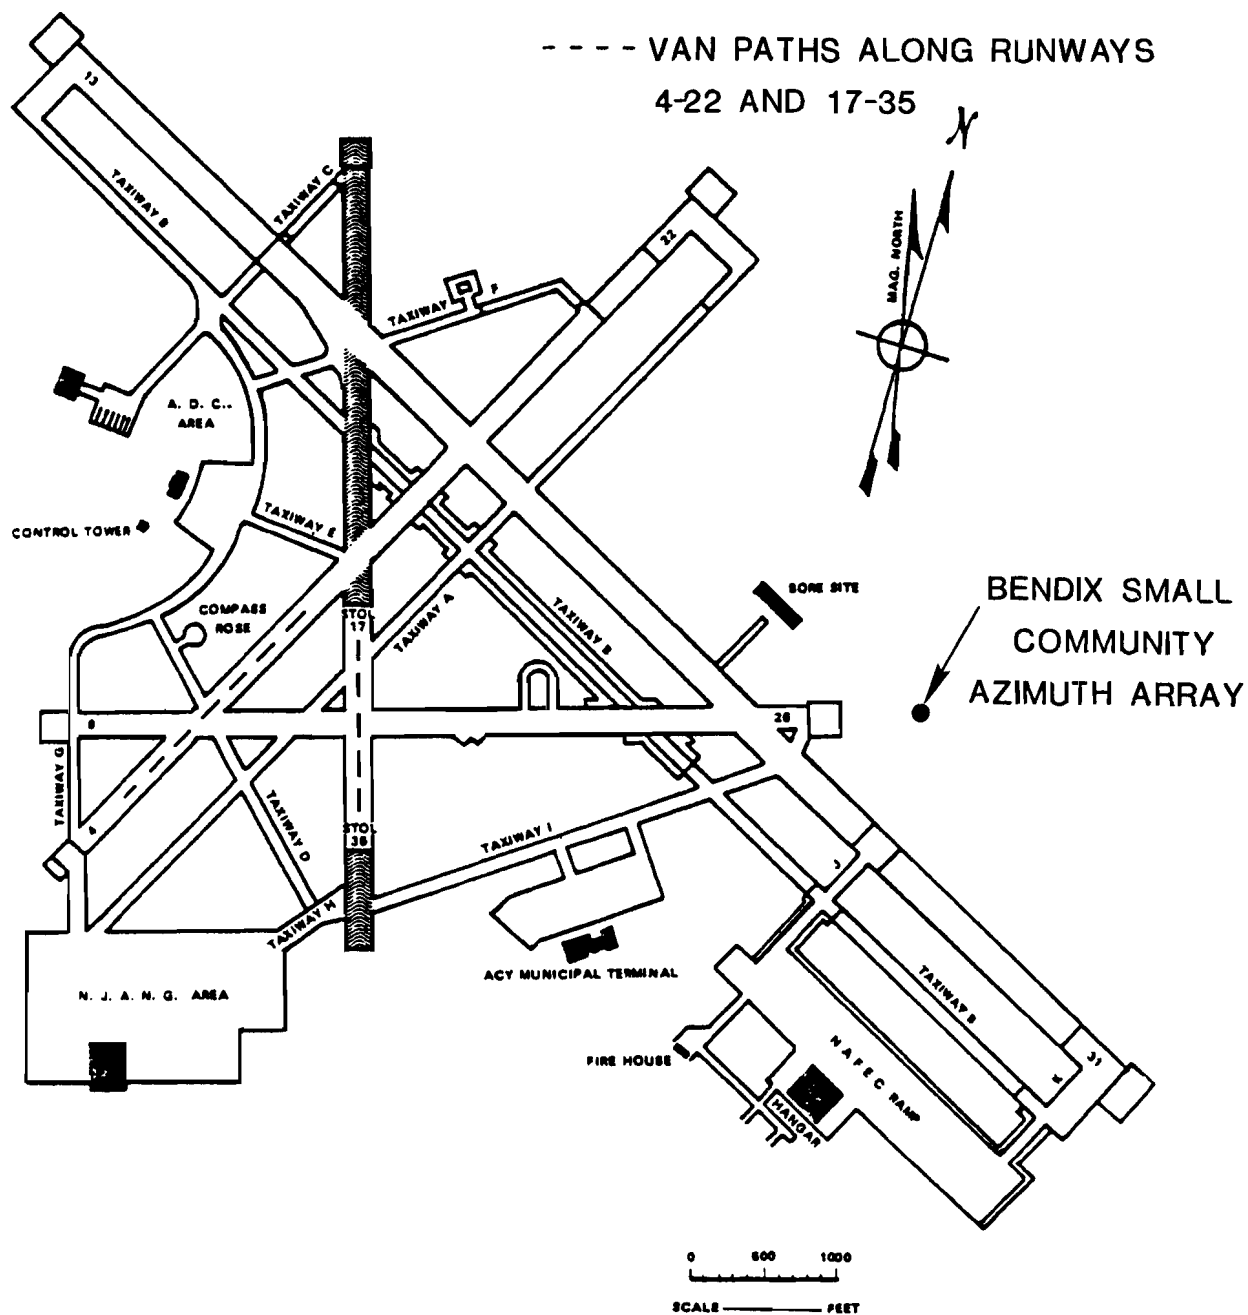 - - - - VAN PATHS ALONG RUNWAYS
4-22 AND 17-35
N
MAG. NORTH
13
TAXIWAY B
TAXIWAY C
22
TAXIWAY F
A. D. C.
AREA
CONTROL TOWER
TAXIWAY E
COMPASS
ROSE
STOL
17
TAXIWAY A
TAXIWAY B
BORE SITE
BENDIX SMALL
COMMUNITY
AZIMUTH ARRAY
26
TAXIWAY G
4
TAXIWAY D
STOL
35
TAXIWAY I
J
TAXIWAY H
ACY MUNICIPAL TERMINAL
N. J. A. N. G. AREA
TAXIWAY B
FIRE HOUSE
NAFEC RAMP
K
31
HANGAR
0 500 1000
SCALE FEET